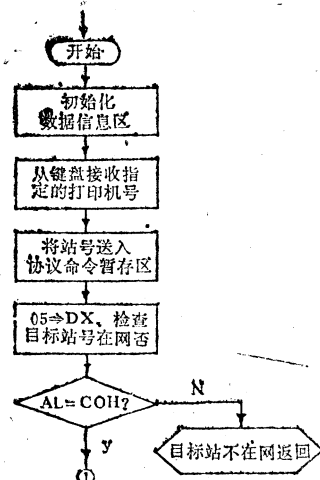 开始
初始化
数据信息区
从键盘接收指
定的打印机号
将站号送入
协议命令暂存区
05⇒DX、检查
目标站号在网否
AL=COH?
N
目标站不在网返回
y
①